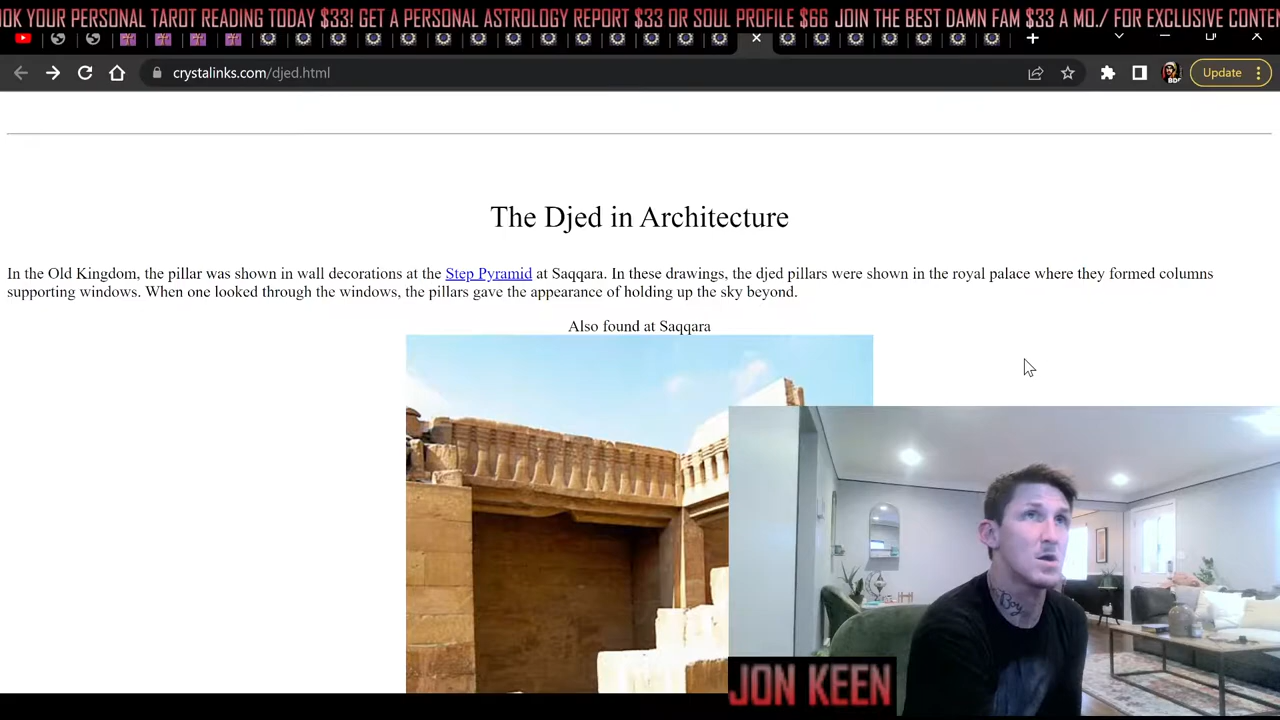 OK YOUR PERSONAL TAROT READING TODAY $33! GET A PERSONAL ASTROLOGY REPORT $33 OR SOUL PROFILE $66 JOIN THE BEST DAMN FAM $33 A MO./ FOR EXCLUSIVE CONTE
crystalinks.com/djed.html
BDF
Update
The Djed in Architecture
In the Old Kingdom, the pillar was shown in wall decorations at the Step Pyramid at Saqqara. In these drawings, the djed pillars were shown in the royal palace where they formed columns
supporting windows. When one looked through the windows, the pillars gave the appearance of holding up the sky beyond.
Also found at Saqqara
Boy
JON KEEN